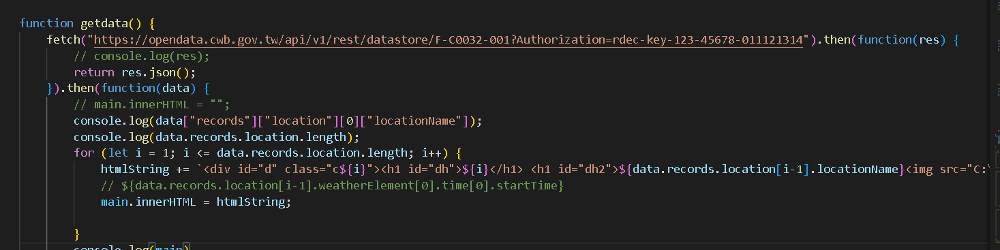 function getdata() {
fetch("https://opendata.cwb.gov.tw/api/v1/rest/datastore/F-C0032-001?Authorization=rdec-key-123-45678-011121314").then(function(res) {
// console.log(res);
return res.json();
}).then(function(data) {
// main.innerHTML = "";
console.log(data["records"]["location"][0]["locationName"]);
console.log(data.records.location.length);
for (let i = 1; i <= data.records.location.length; i++) {
htmlString += `<div id="d" class="c${i}"><h1 id="dh">${i}</h1> <h1 id="dh2">${data.records.location[i-1].locationName}<img src="C:\
// ${data.records.location[i-1].weatherElement[0].time[0].startTime}
main.innerHTML = htmlString;
}
console.log(main)